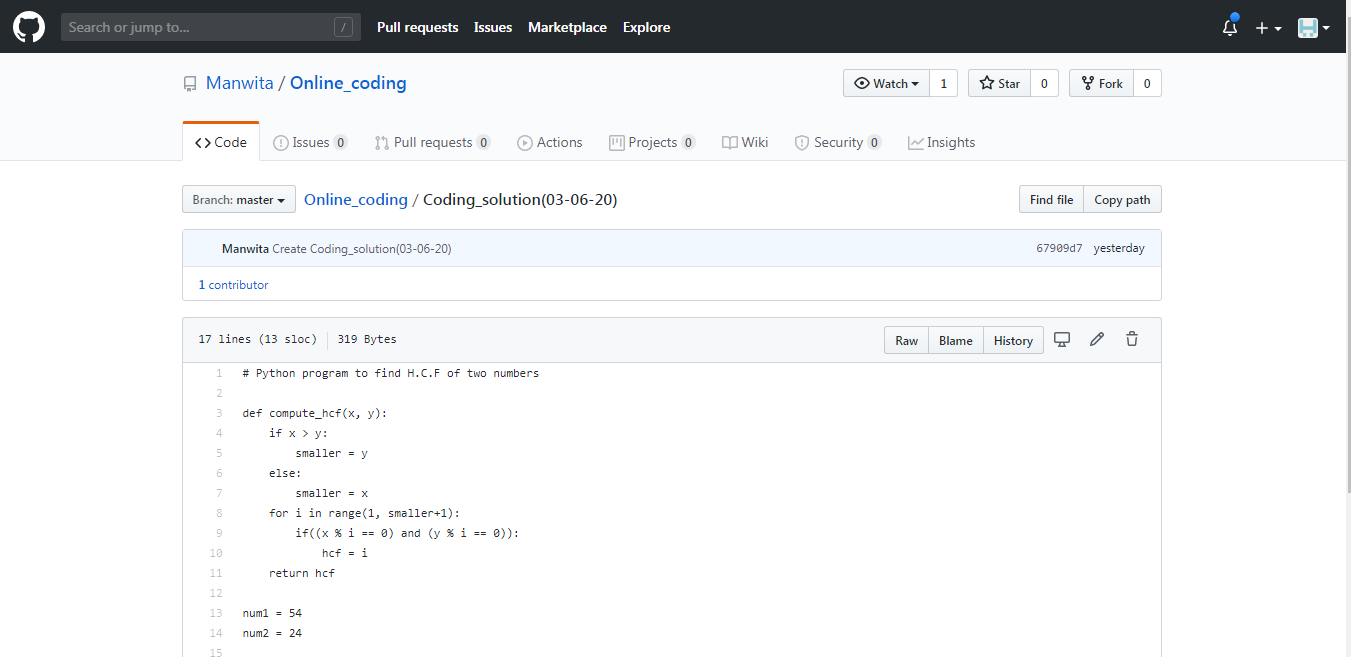 Search or jump to... /
Pull requests Issues Marketplace Explore
Manwita / Online_coding
Watch 1 Star 0 Fork 0
Code Issues 0 Pull requests 0 Actions Projects 0 Wiki Security 0 Insights
Branch: master Online_coding / Coding_solution(03-06-20) Find file Copy path
Manwita Create Coding_solution(03-06-20) 67909d7 yesterday
1 contributor
17 lines (13 sloc) 319 Bytes Raw Blame History
1 # Python program to find H.C.F of two numbers
2
3 def compute_hcf(x, y):
4     if x > y:
5         smaller = y
6     else:
7         smaller = x
8     for i in range(1, smaller+1):
9         if((x % i == 0) and (y % i == 0)):
10             hcf = i
11     return hcf
12
13 num1 = 54
14 num2 = 24
15